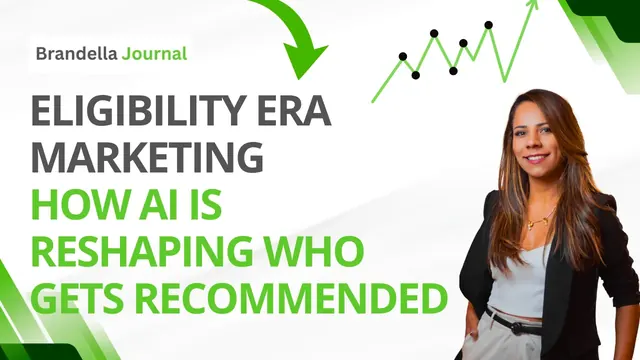 Brandella Journal
ELIGIBILITY ERA
MARKETING
HOW AI IS
RESHAPING WHO
GETS RECOMMENDED